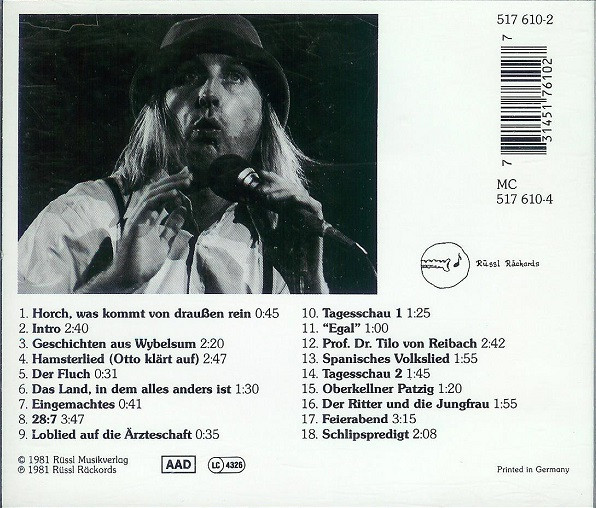 517 610-2
7 31451 76102 7
MC
517 610-4
Rüssl Räckords
1. Horch, was kommt von draußen rein 0:45
2. Intro 2:40
3. Geschichten aus Wybelsum 2:20
4. Hamsterlied (Otto klärt auf) 2:47
5. Der Fluch 0:31
6. Das Land, in dem alles anders ist 1:30
7. Eingemachtes 0:41
8. 28:7 3:47
9. Loblied auf die Ärzteschaft 0:35
10. Tagesschau 1 1:25
11. “Egal” 1:00
12. Prof. Dr. Tilo von Reibach 2:42
13. Spanisches Volkslied 1:55
14. Tagesschau 2 1:45
15. Oberkellner Patzig 1:20
16. Der Ritter und die Jungfrau 1:55
17. Feierabend 3:15
18. Schlipspredigt 2:08
© 1981 Rüssl Musikverlag
℗ 1981 Rüssl Räckords
AAD
LC 4326
Printed in Germany